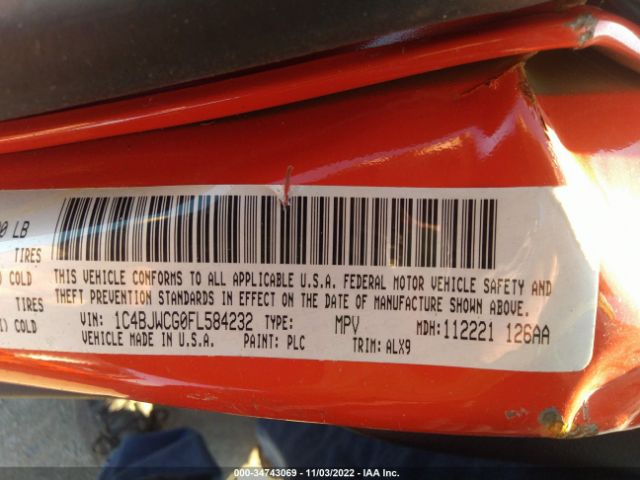 0 LB
TIRES
) COLD
TIRES
) COLD
THIS VEHICLE CONFORMS TO ALL APPLICABLE U.S.A. FEDERAL MOTOR VEHICLE SAFETY AND
THEFT PREVENTION STANDARDS IN EFFECT ON THE DATE OF MANUFACTURE SHOWN ABOVE.
VIN: 1C4BJWCG0FL584232 TYPE: MPV MDH: 112221 126AA
VEHICLE MADE IN U.S.A. PAINT: PLC TRIM: ALX9
000-34743069 - 11/03/2022 - IAA Inc.